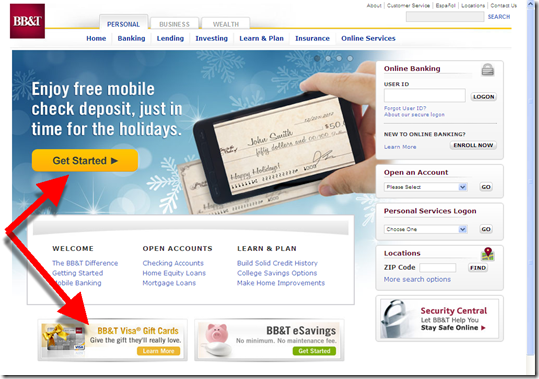 BB&T
About | Customer Service | Español | Locations | Contact Us
SEARCH
PERSONAL
BUSINESS
WEALTH
Home Banking Lending Investing Learn & Plan Insurance Online Services
Enjoy free mobile
check deposit, just in
time for the holidays.
Get Started
John Smith
$50
fifty dollars and 00/100
Happy Holidays!
Online Banking
USER ID
LOGON
Forgot User ID?
About our secure logon
NEW TO ONLINE BANKING?
Learn More
ENROLL NOW
Open an Account
Please Select
GO
Personal Services Logon
Choose One
GO
Locations
ZIP Code
FIND
More search options
Security Central
Let BB&T Help You
Stay Safe Online
WELCOME
The BB&T Difference
Getting Started
Mobile Banking
OPEN ACCOUNTS
Checking Accounts
Home Equity Loans
Mortgage Loans
LEARN & PLAN
Build Solid Credit History
College Savings Options
Make Home Improvements
BB&T Visa® Gift Cards
Give the gift they'll really love.
Learn More
VISA
BB&T eSavings
No minimum. No maintenance fee.
Get Started